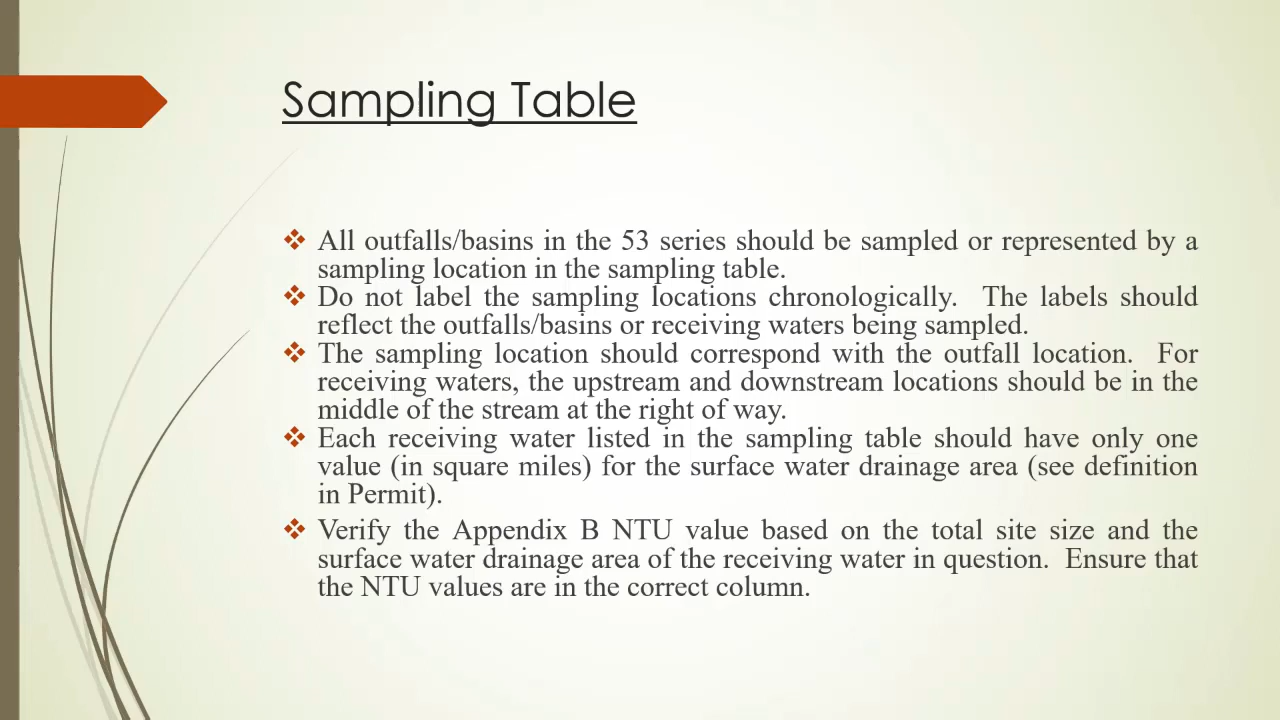 Sampling Table
All outfalls/basins in the 53 series should be sampled or represented by a
sampling location in the sampling table.
Do not label the sampling locations chronologically.  The labels should
reflect the outfalls/basins or receiving waters being sampled.
The sampling location should correspond with the outfall location.  For
receiving waters, the upstream and downstream locations should be in the
middle of the stream at the right of way.
Each receiving water listed in the sampling table should have only one
value (in square miles) for the surface water drainage area (see definition
in Permit).
Verify the Appendix B NTU value based on the total site size and the
surface water drainage area of the receiving water in question.  Ensure that
the NTU values are in the correct column.